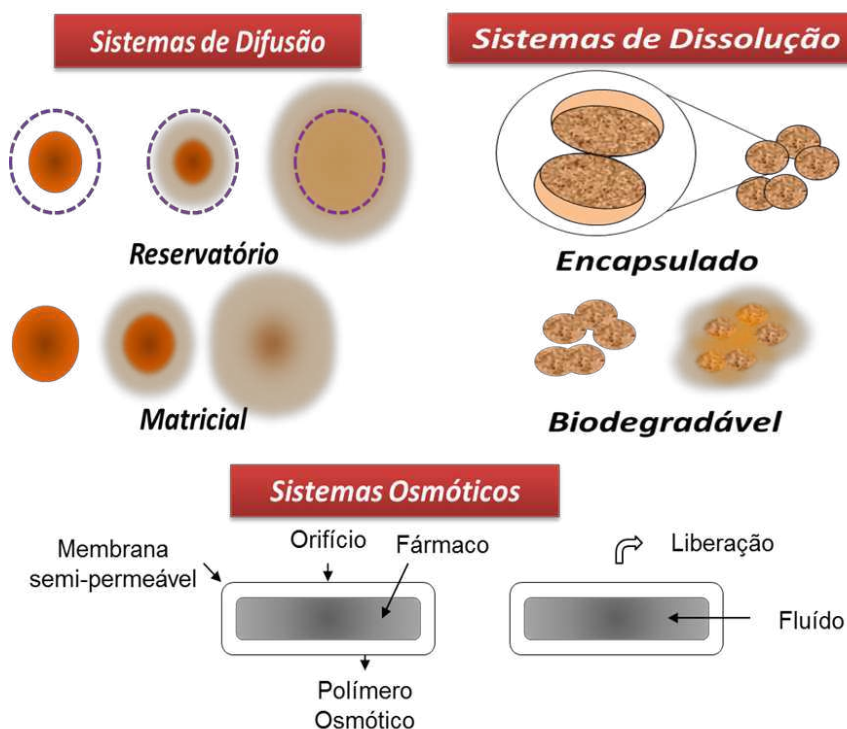 Sistemas de Difusão
Sistemas de Dissolução
Reservatório
Encapsulado
Matricial
Biodegradável
Sistemas Osmóticos
Membrana
semi-permeável
Orifício
Fármaco
Liberação
Fluído
Polímero
Osmótico